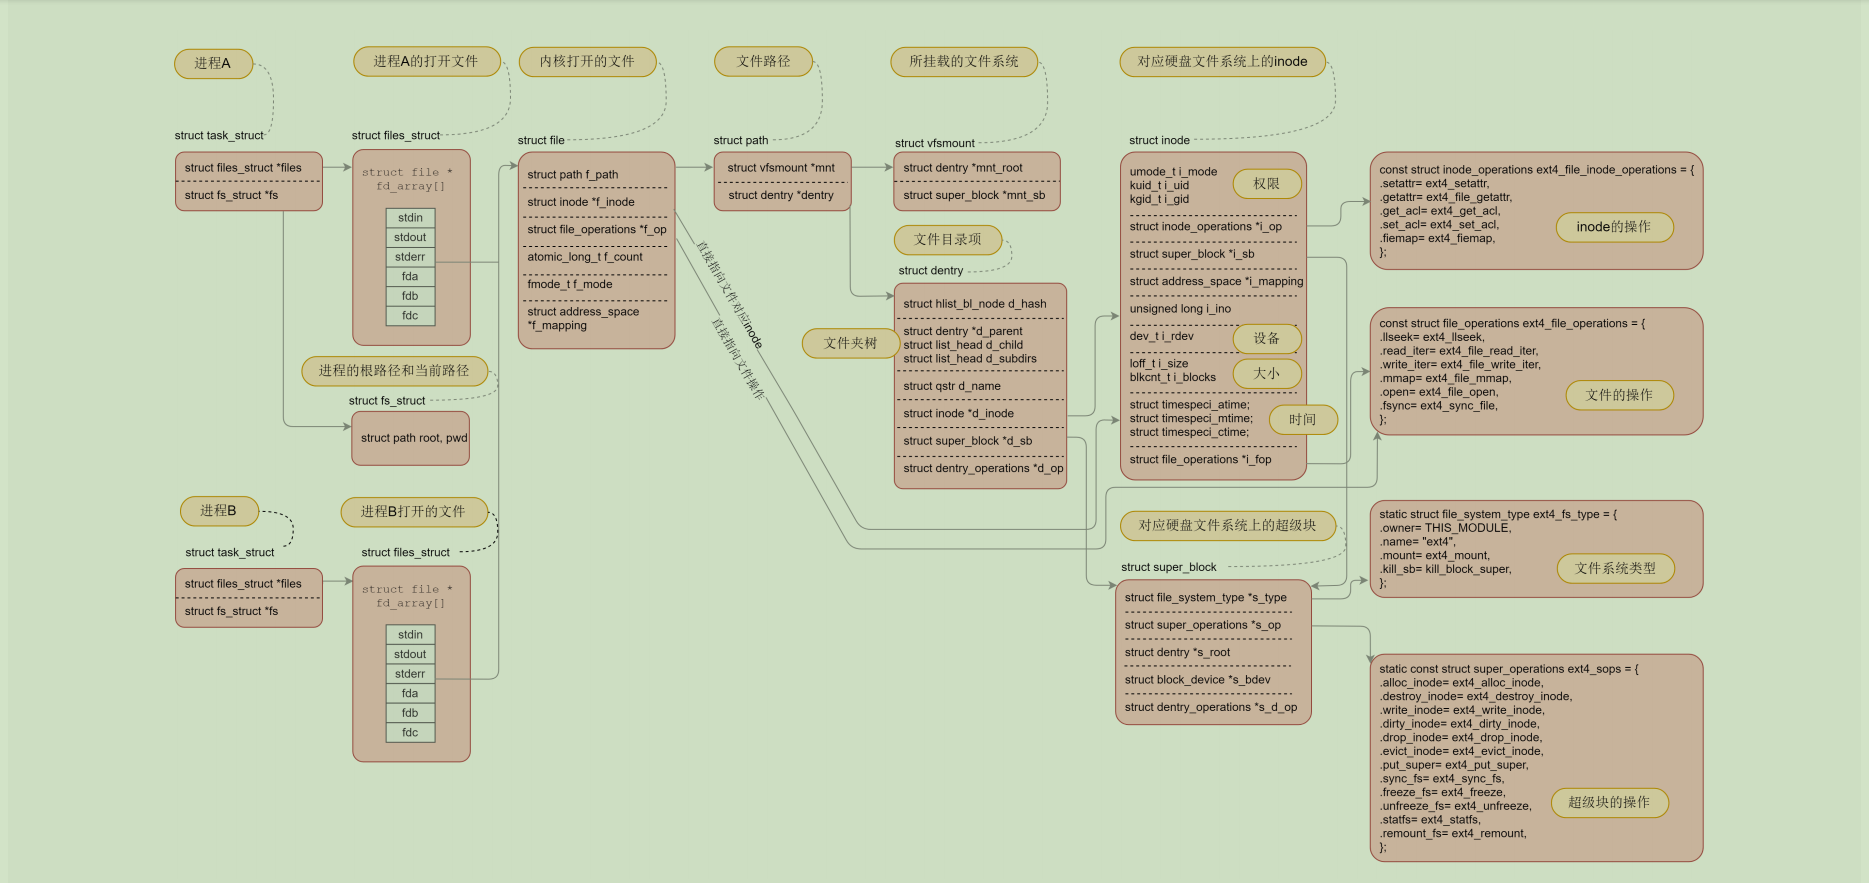 进程A
进程A的打开文件
内核打开的文件
文件路径
所挂载的文件系统
对应硬盘文件系统上的inode
struct task_struct
struct files_struct *files
struct fs_struct *fs
struct files_struct
struct file *
fd_array[]
stdin
stdout
stderr
fda
fdb
fdc
进程的根路径和当前路径
struct fs_struct
struct path root, pwd
进程B
进程B打开的文件
struct task_struct
struct files_struct *files
struct fs_struct *fs
struct files_struct
struct file *
fd_array[]
stdin
stdout
stderr
fda
fdb
fdc
struct file
struct path f_path
struct inode *f_inode
struct file_operations *f_op
atomic_long_t f_count
fmode_t f_mode
struct address_space
*f_mapping
直接指向文件对应inode
直接指向文件操作
struct path
struct vfsmount *mnt
struct dentry *dentry
struct vfsmount
struct dentry *mnt_root
struct super_block *mnt_sb
文件目录项
struct dentry
文件夹树
struct hlist_bl_node d_hash
struct dentry *d_parent
struct list_head d_child
struct list_head d_subdirs
struct qstr d_name
struct inode *d_inode
struct super_block *d_sb
struct dentry_operations *d_op
struct inode
umode_t i_mode
kuid_t i_uid
kgid_t i_gid
权限
struct inode_operations *i_op
struct super_block *i_sb
struct address_space *i_mapping
unsigned long i_ino
dev_t i_rdev
设备
loff_t i_size
blkcnt_t i_blocks
大小
struct timespeci_atime;
struct timespeci_mtime;
struct timespeci_ctime;
时间
struct file_operations *i_fop
对应硬盘文件系统上的超级块
struct super_block
struct file_system_type *s_type
struct super_operations *s_op
struct dentry *s_root
struct block_device *s_bdev
struct dentry_operations *s_d_op
const struct inode_operations ext4_file_inode_operations = {
.setattr= ext4_setattr,
.getattr= ext4_file_getattr,
.get_acl= ext4_get_acl,
.set_acl= ext4_set_acl,
.fiemap= ext4_fiemap,
};
inode的操作
const struct file_operations ext4_file_operations = {
.llseek= ext4_llseek,
.read_iter= ext4_file_read_iter,
.write_iter= ext4_file_write_iter,
.mmap= ext4_file_mmap,
.open= ext4_file_open,
.fsync= ext4_sync_file,
};
文件的操作
static struct file_system_type ext4_fs_type = {
.owner= THIS_MODULE,
.name= "ext4",
.mount= ext4_mount,
.kill_sb= kill_block_super,
};
文件系统类型
static const struct super_operations ext4_sops = {
.alloc_inode= ext4_alloc_inode,
.destroy_inode= ext4_destroy_inode,
.write_inode= ext4_write_inode,
.dirty_inode= ext4_dirty_inode,
.drop_inode= ext4_drop_inode,
.evict_inode= ext4_evict_inode,
.put_super= ext4_put_super,
.sync_fs= ext4_sync_fs,
.freeze_fs= ext4_freeze,
.unfreeze_fs= ext4_unfreeze,
.statfs= ext4_statfs,
.remount_fs= ext4_remount,
};
超级块的操作